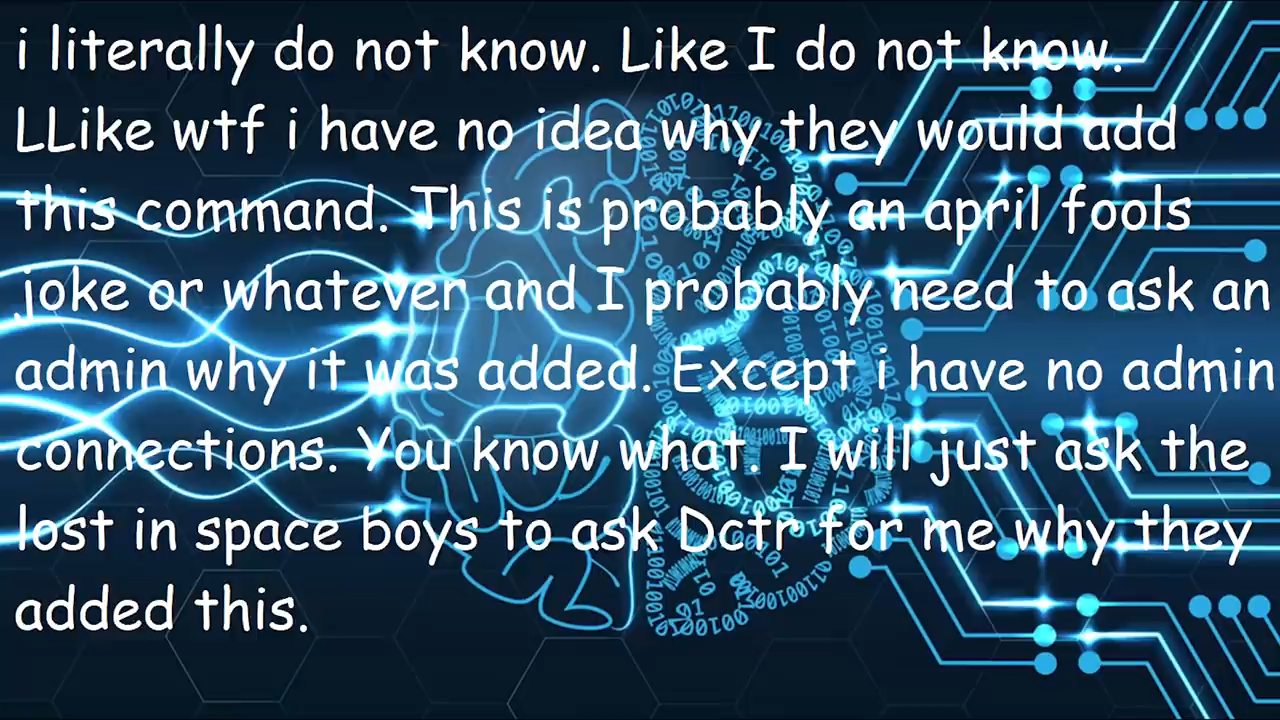 i literally do not know. Like I do not know.
LLike wtf i have no idea why they would add
this command. This is probably an april fools
joke or whatever and I probably need to ask an
admin why it was added. Except i have no admin
connections. You know what. I will just ask the
lost in space boys to ask Dctr for me why they
added this.